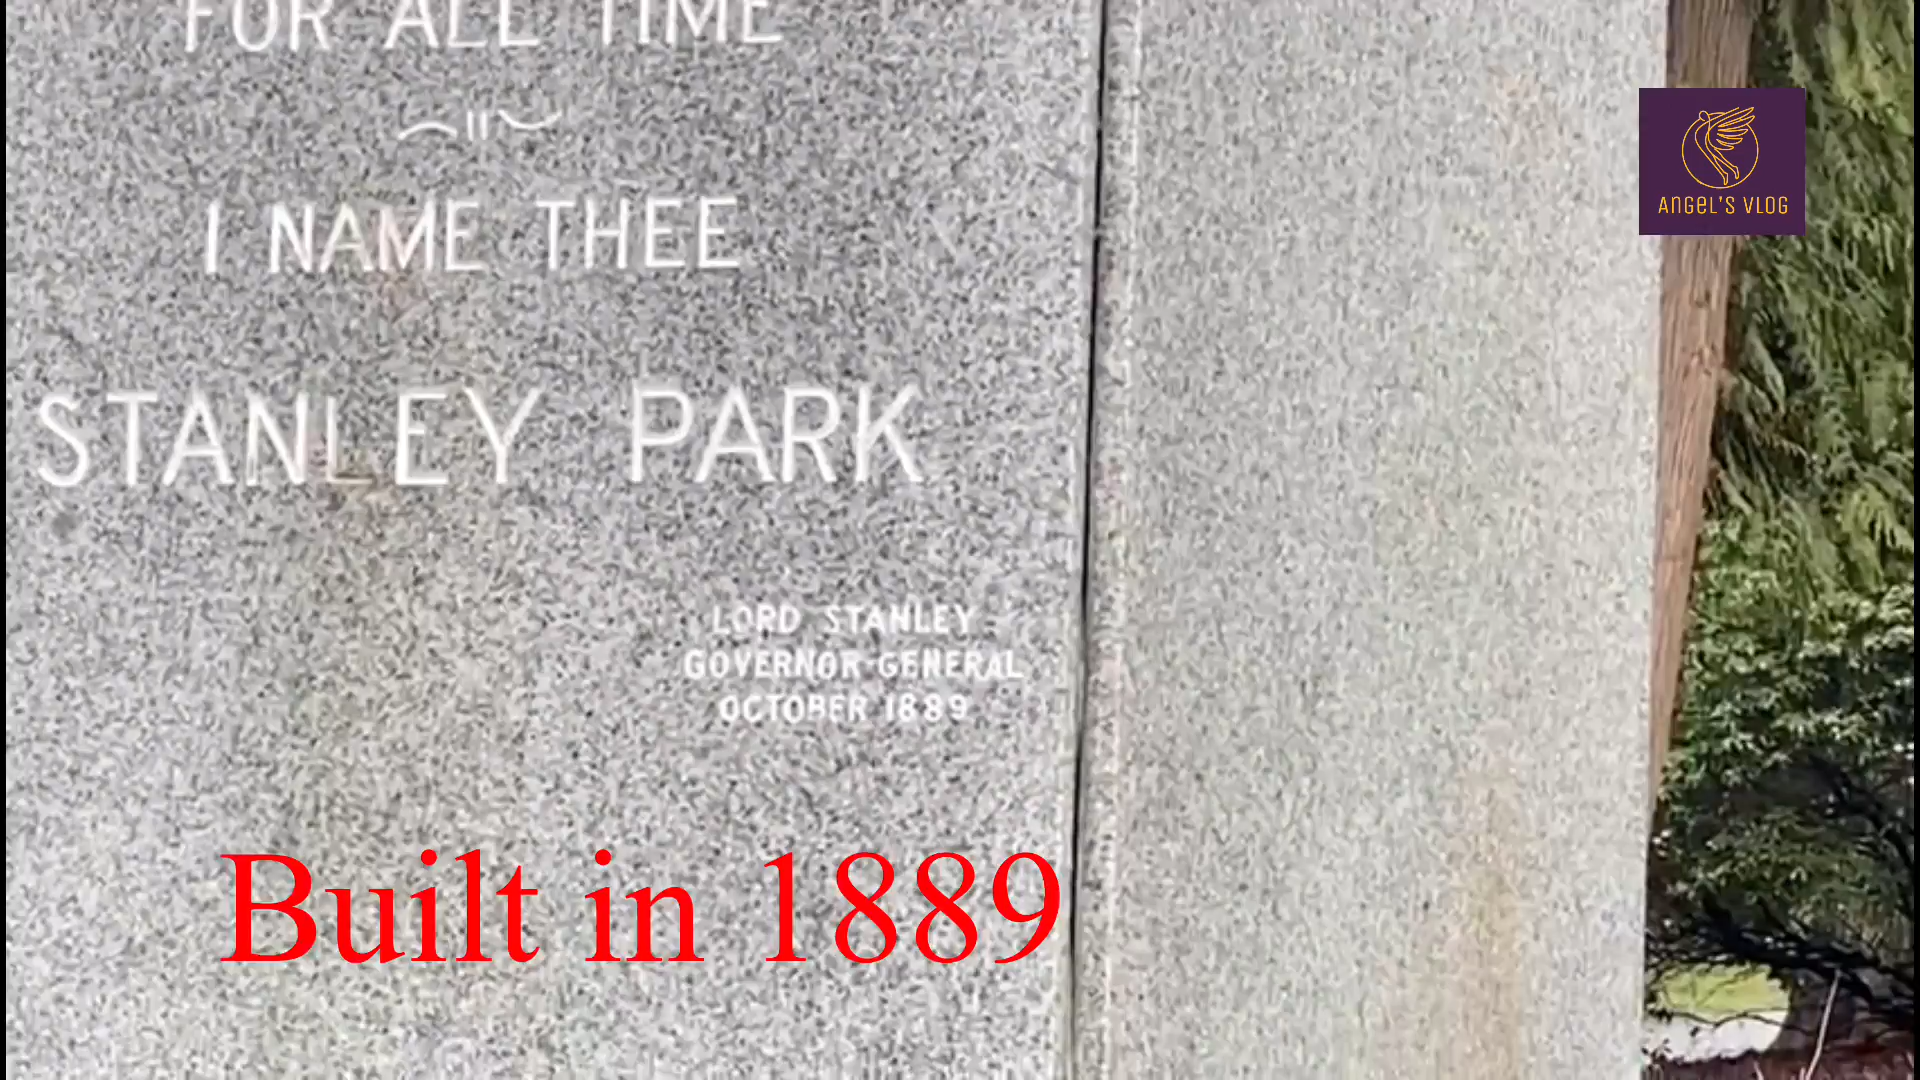 FOR ALL TIME
I NAME THEE
STANLEY PARK
LORD STANLEY
GOVERNOR-GENERAL
OCTOBER 1889
Built in 1889
ANGEL'S VLOG